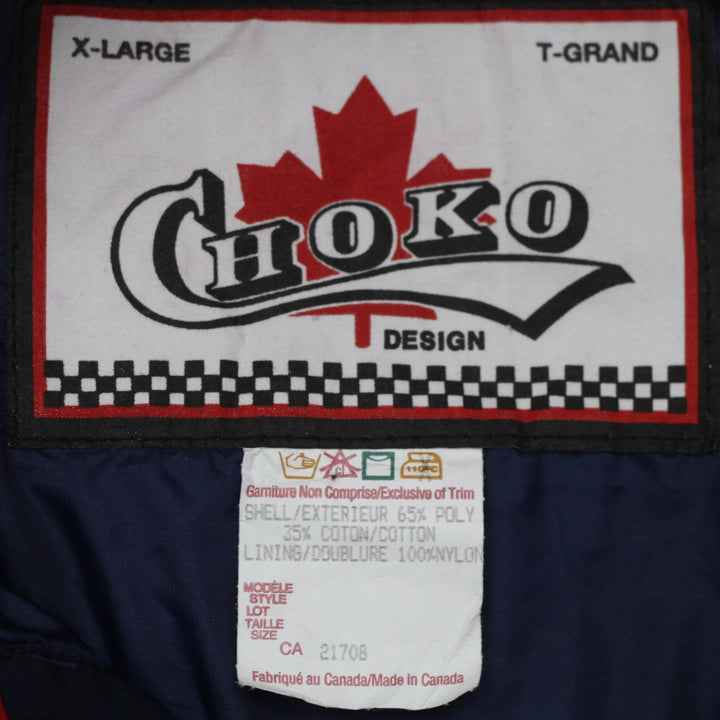 X-LARGE T-GRAND
CHOKO
DESIGN
110°C
Garniture Non Comprise/Exclusive of Trim
SHELL/EXTERIEUR 65% POLY
35% COTON/COTTON
LINING/DOUBLURE 100%NYLON
MODÈLE
STYLE
LOT
TAILLE
SIZE
CA 21708
Fabriqué au Canada/Made in Canada